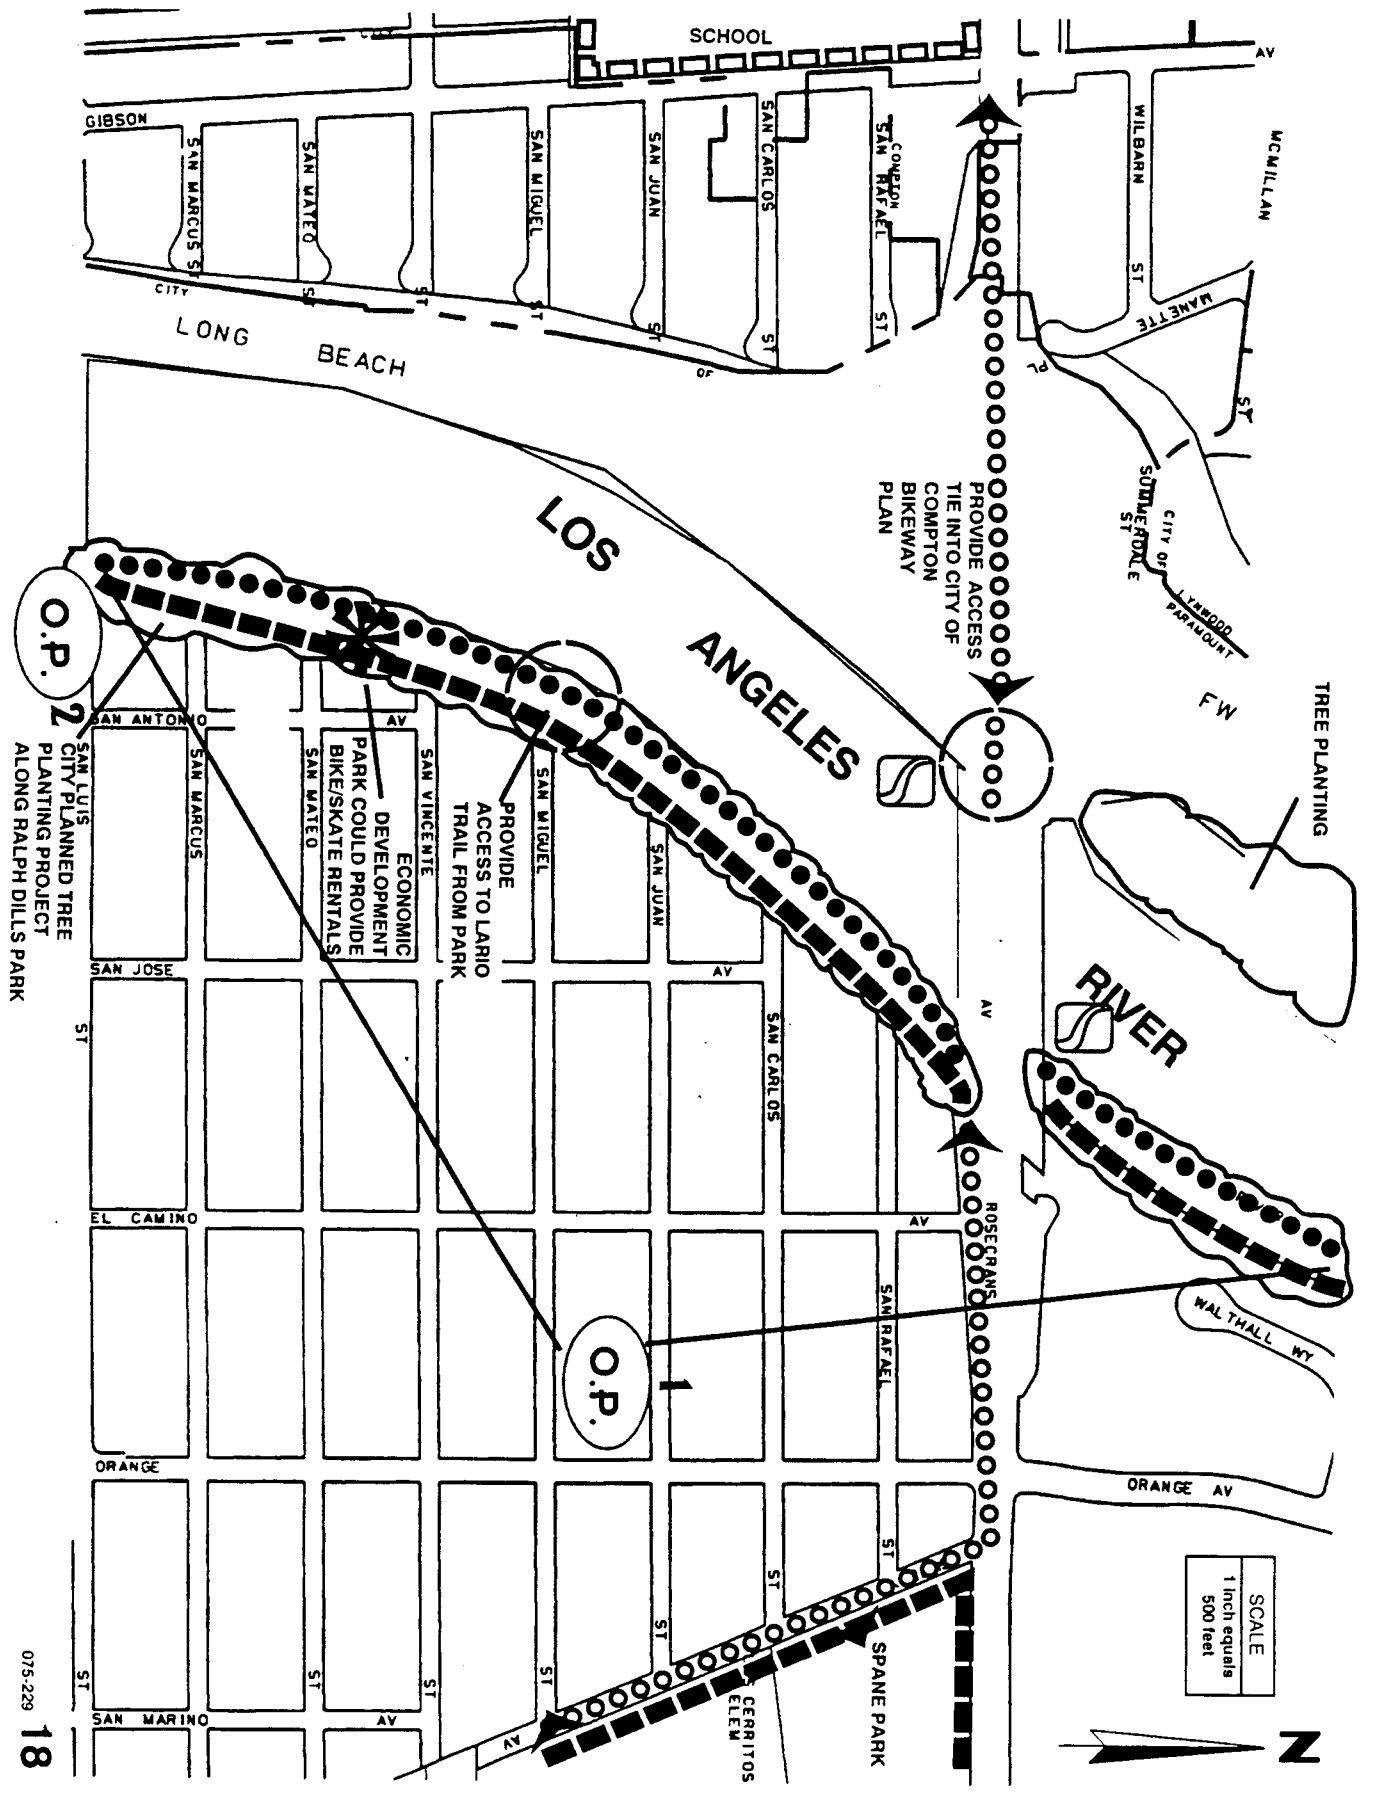 SCHOOL
AV
GIBSON
SAN MARCUS ST
SAN MATEO
ST
ST
SAN MIGUEL
ST
SAN JUAN
ST
SAN CARLOS
ST
COMPTON
SAN RAFAEL
ST
WILBARN
ST
MCMILLAN
MANETTE
PL
ST
CITY
OF
LONG BEACH
PROVIDE ACCESS
TIE INTO CITY OF
COMPTON
BIKEWAY
PLAN
SUMMERDALE
ST
CITY OF
LYNWOOD
PARAMOUNT
FW
TREE PLANTING
LOS
ANGELES
RIVER
O.P.
2
CITY PLANNED TREE
PLANTING PROJECT
ALONG RALPH DILLS PARK
SAN ANTONIO
AV
SAN LUIS
ST
SAN MARCUS
SAN MATEO
ECONOMIC
DEVELOPMENT
PARK COULD PROVIDE
BIKE/SKATE RENTALS
SAN VINCENTE
PROVIDE
ACCESS TO LARIO
TRAIL FROM PARK
SAN MIGUEL
SAN JUAN
SAN JOSE
AV
SAN CARLOS
AV
EL CAMINO
AV
ROSECRANS
SAN RAFAEL
WALTHALL WY
O.P.
1
ORANGE
ORANGE AV
ST
ST
ST
ST
ST
ST
ST
SPANE PARK
CERRITOS
ELEM
SAN MARINO
AV
AV
SCALE
1 inch equals
500 feet
N
075-229
18